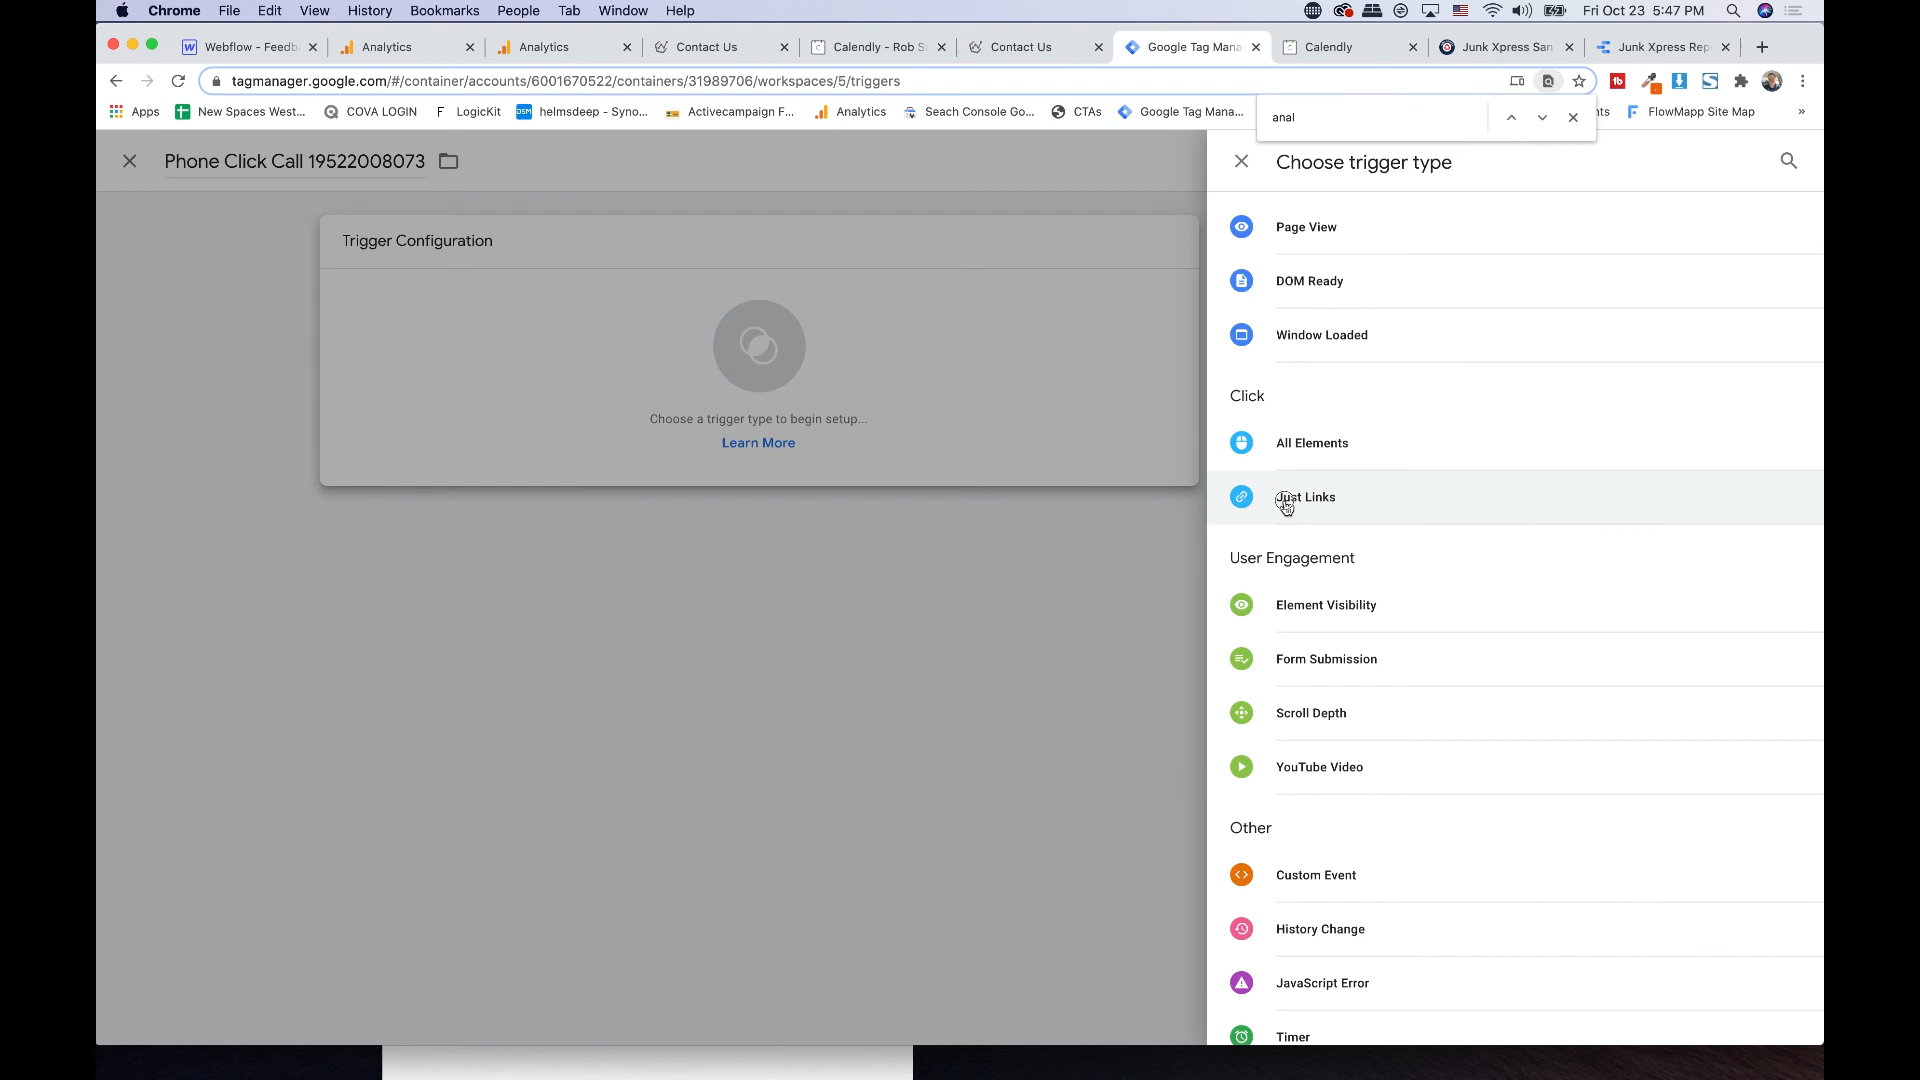 Chrome File Edit View History Bookmarks People Tab Window Help Fri Oct 23 5:47 PM
Webflow - Feedb Analytics Analytics Contact Us Calendly - Rob S Contact Us Google Tag Mana Calendly Junk Xpress San Junk Xpress Rep
tagmanager.google.com/#/container/accounts/6001670522/containers/31989706/workspaces/5/triggers
Apps New Spaces West... COVA LOGIN LogicKit helmsdeep - Syno... Activecampaign F... Analytics Seach Console Go... CTAs Google Tag Mana... nts FlowMapp Site Map »
anal
Phone Click Call 19522008073
Choose trigger type
Trigger Configuration
Choose a trigger type to begin setup...
Learn More
Page View
DOM Ready
Window Loaded
Click
All Elements
Just Links
User Engagement
Element Visibility
Form Submission
Scroll Depth
YouTube Video
Other
Custom Event
History Change
JavaScript Error
Timer